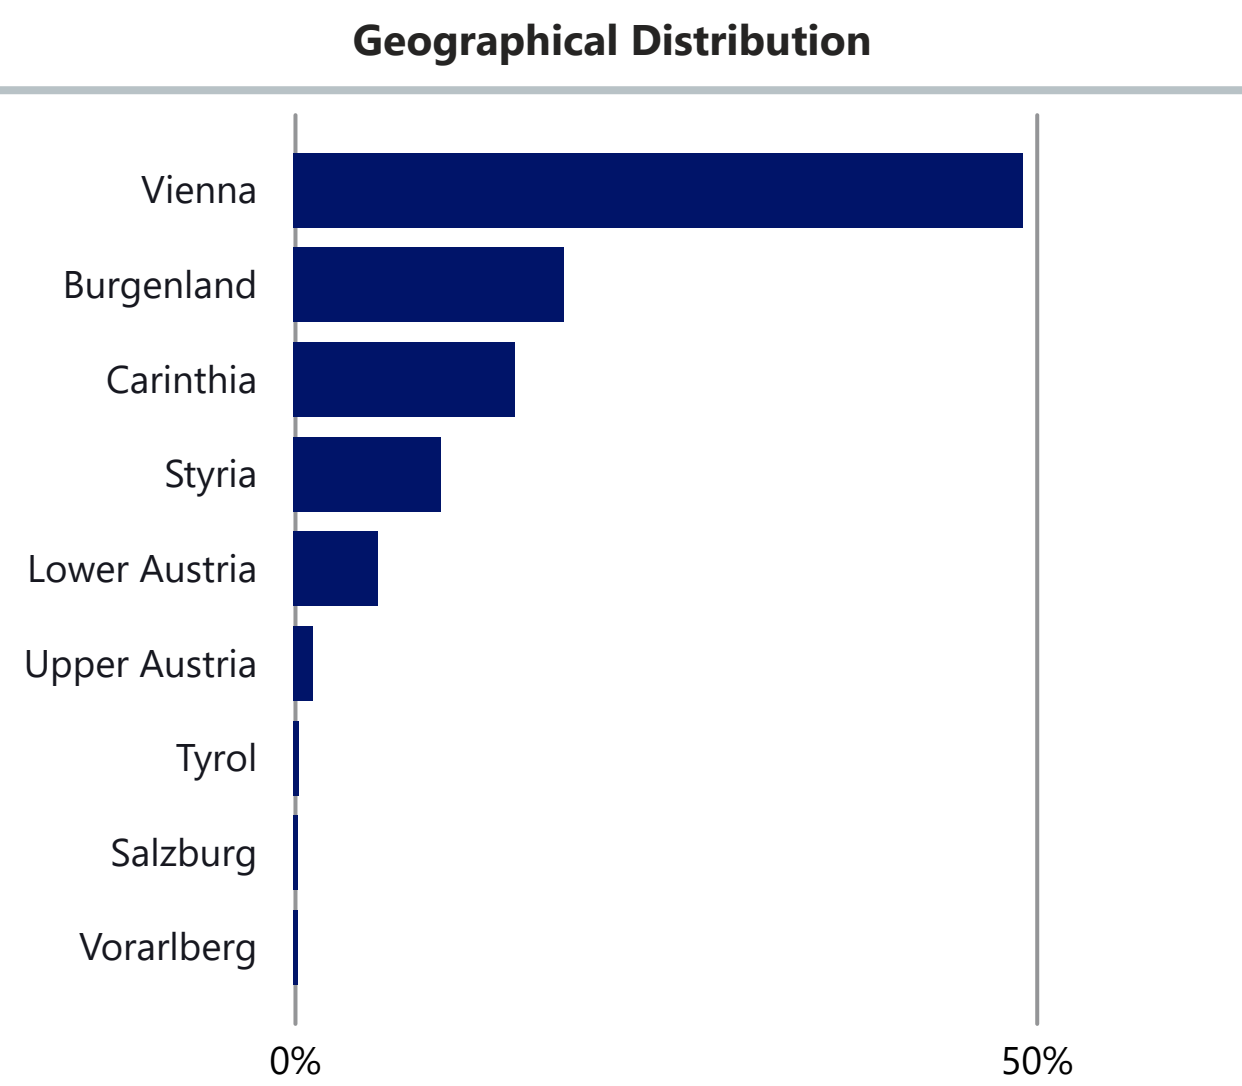 Geographical Distribution
Vienna
Burgenland
Carinthia
Styria
Lower Austria
Upper Austria
Tyrol
Salzburg
Vorarlberg
0% 50%